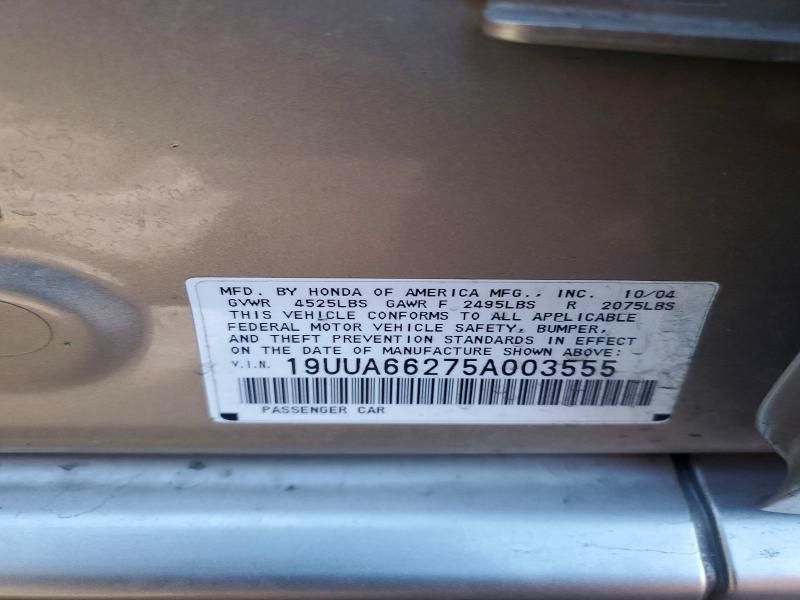 MFD. BY HONDA OF AMERICA MFG., INC. 10/04
GVWR 4525LBS GAWR F 2495LBS R 2075LBS
THIS VEHICLE CONFORMS TO ALL APPLICABLE
FEDERAL MOTOR VEHICLE SAFETY, BUMPER,
AND THEFT PREVENTION STANDARDS IN EFFECT
ON THE DATE OF MANUFACTURE SHOWN ABOVE:
V.I.N. 19UUA66275A003555
PASSENGER CAR